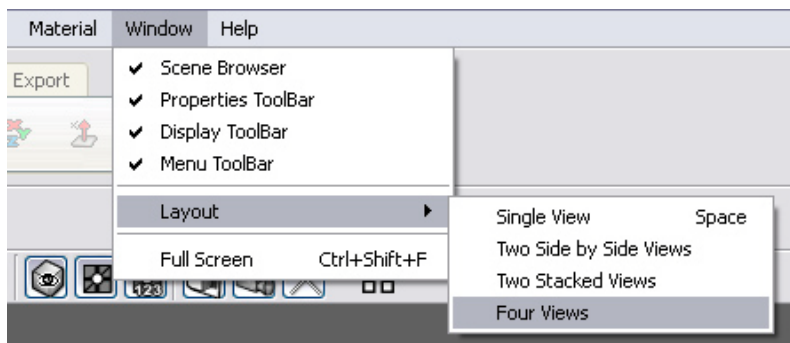 Material Window Help
Export
✔ Scene Browser
✔ Properties ToolBar
✔ Display ToolBar
✔ Menu ToolBar
Layout
Single View Space
Two Side by Side Views
Full Screen Ctrl+Shift+F
Two Stacked Views
123
Four Views